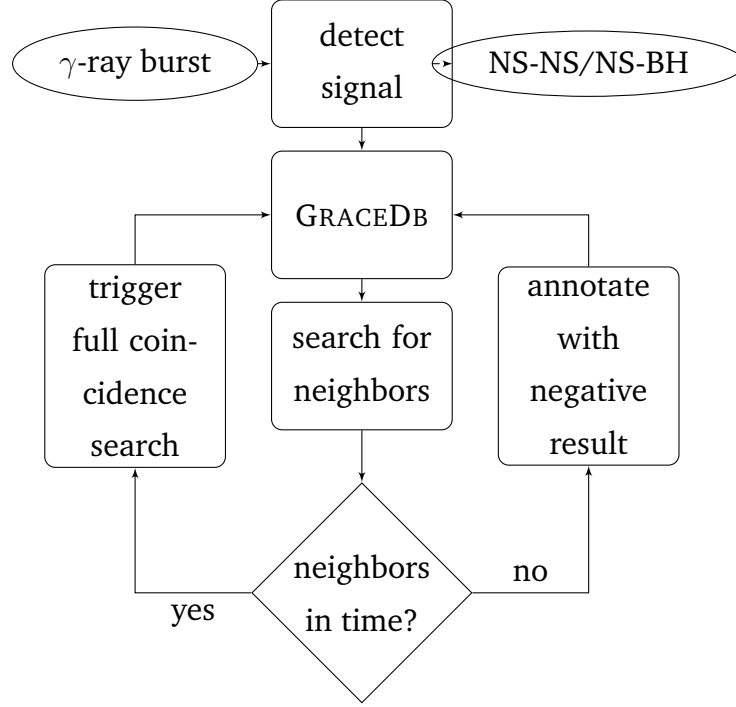 γ-ray burst
detect
signal
NS-NS/NS-BH
GRACEDB
trigger
full coin-
cidence
search
search for
neighbors
annotate
with
negative
result
neighbors
in time?
yes
no